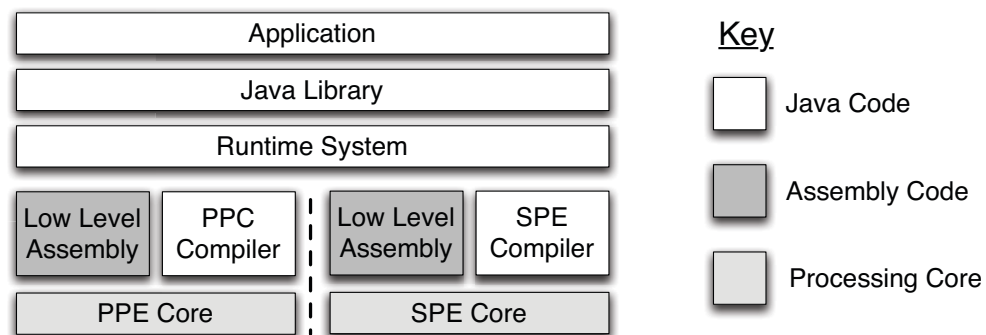 Application
Java Library
Runtime System
Low Level
Assembly
PPC
Compiler
Low Level
Assembly
SPE
Compiler
PPE Core
SPE Core
Key
Java Code
Assembly Code
Processing Core